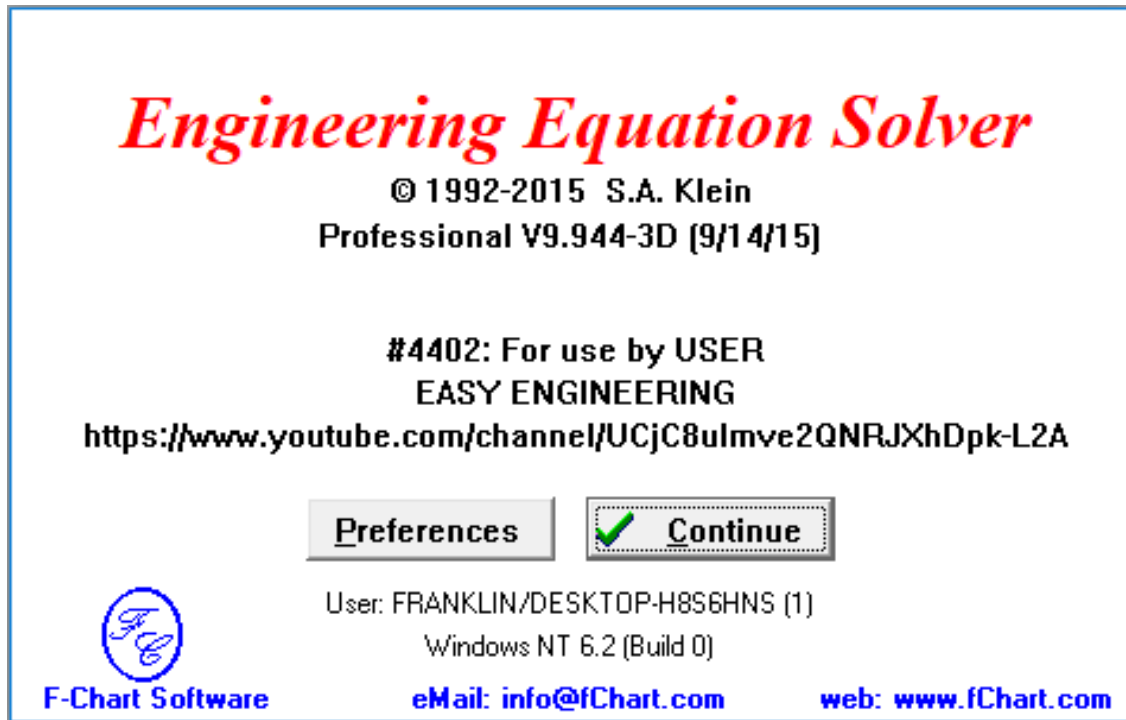 Engineering Equation Solver
© 1992-2015 S.A. Klein
Professional V9.944-3D (9/14/15)
#4402: For use by USER
EASY ENGINEERING
https://www.youtube.com/channel/UCjC8ulmve2QNRJXhDpk-L2A
Preferences
Continue
User: FRANKLIN/DESKTOP-H8S6HNS (1)
Windows NT 6.2 (Build 0)
FC
F-Chart Software
eMail: info@fChart.com
web: www.fChart.com